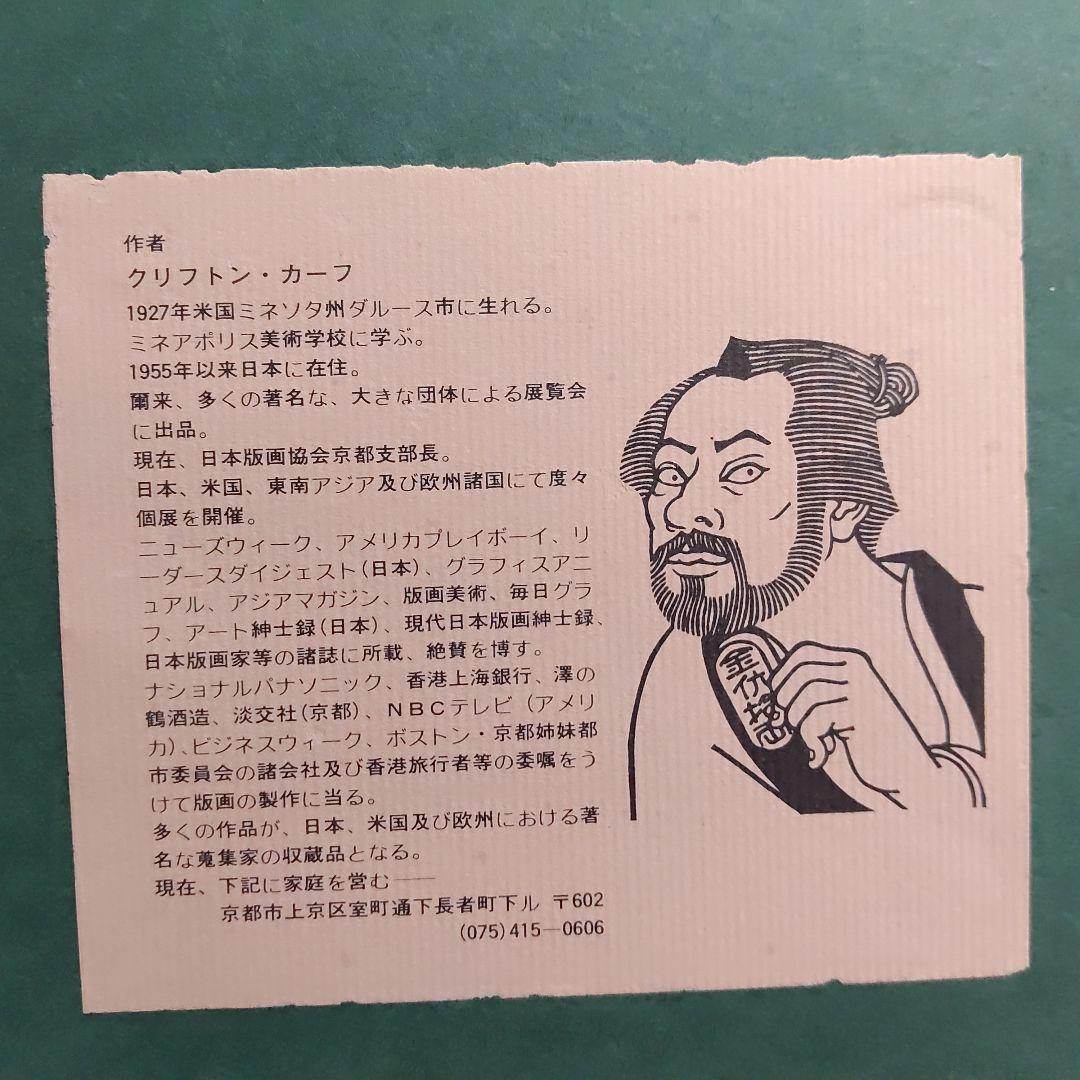 作者
クリフトン・カーフ
1927年米国ミネソタ州ダルース市に生れる。
ミネアポリス美術学校に学ぶ。
1955年以来日本に在住。
爾来、多くの著名な、大きな団体による展覧会
に出品。
現在、日本版画協会京都支部長。
日本、米国、東南アジア及び欧州諸国にて度々
個展を開催。
ニューズウィーク、アメリカプレイボーイ、リ
ーダースダイジェスト(日本)、グラフィスアニ
ュアル、アジアマガジン、版画美術、毎日グラ
フ、アート紳士録(日本)、現代日本版画紳士録、
日本版画家等の諸誌に所載、絶賛を博す。
ナショナルパナソニック、香港上海銀行、澤の
鶴酒造、淡交社(京都)、NBCテレビ(アメリ
カ)、ビジネスウィーク、ボストン・京都姉妹都
市委員会の諸会社及び香港旅行者等の委嘱をう
けて版画の製作に当る。
多くの作品が、日本、米国及び欧州における著
名な蒐集家の収蔵品となる。
現在、下記に家庭を営む——
京都市上京区室町通下長者町下ル 〒602
(075)415—0606